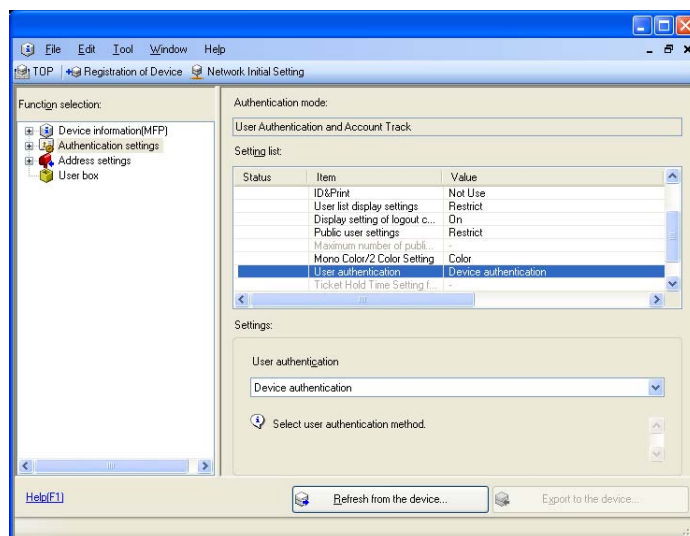 File Edit Tool Window Help
TOP Registration of Device Network Initial Setting
Function selection:
Device information(MFP)
Authentication settings
Address settings
User box
Authentication mode:
User Authentication and Account Track
Setting list:
Status Item Value
ID&Print Not Use
User list display settings Restrict
Display setting of logout c... On
Public user settings Restrict
Maximum number of publi... -
Mono Color/2 Color Setting Color
User authentication Device authentication
Ticket Hold Time Setting f... -
Settings:
User authentication
Device authentication
Select user authentication method.
Help(F1)
Refresh from the device...
Export to the device...